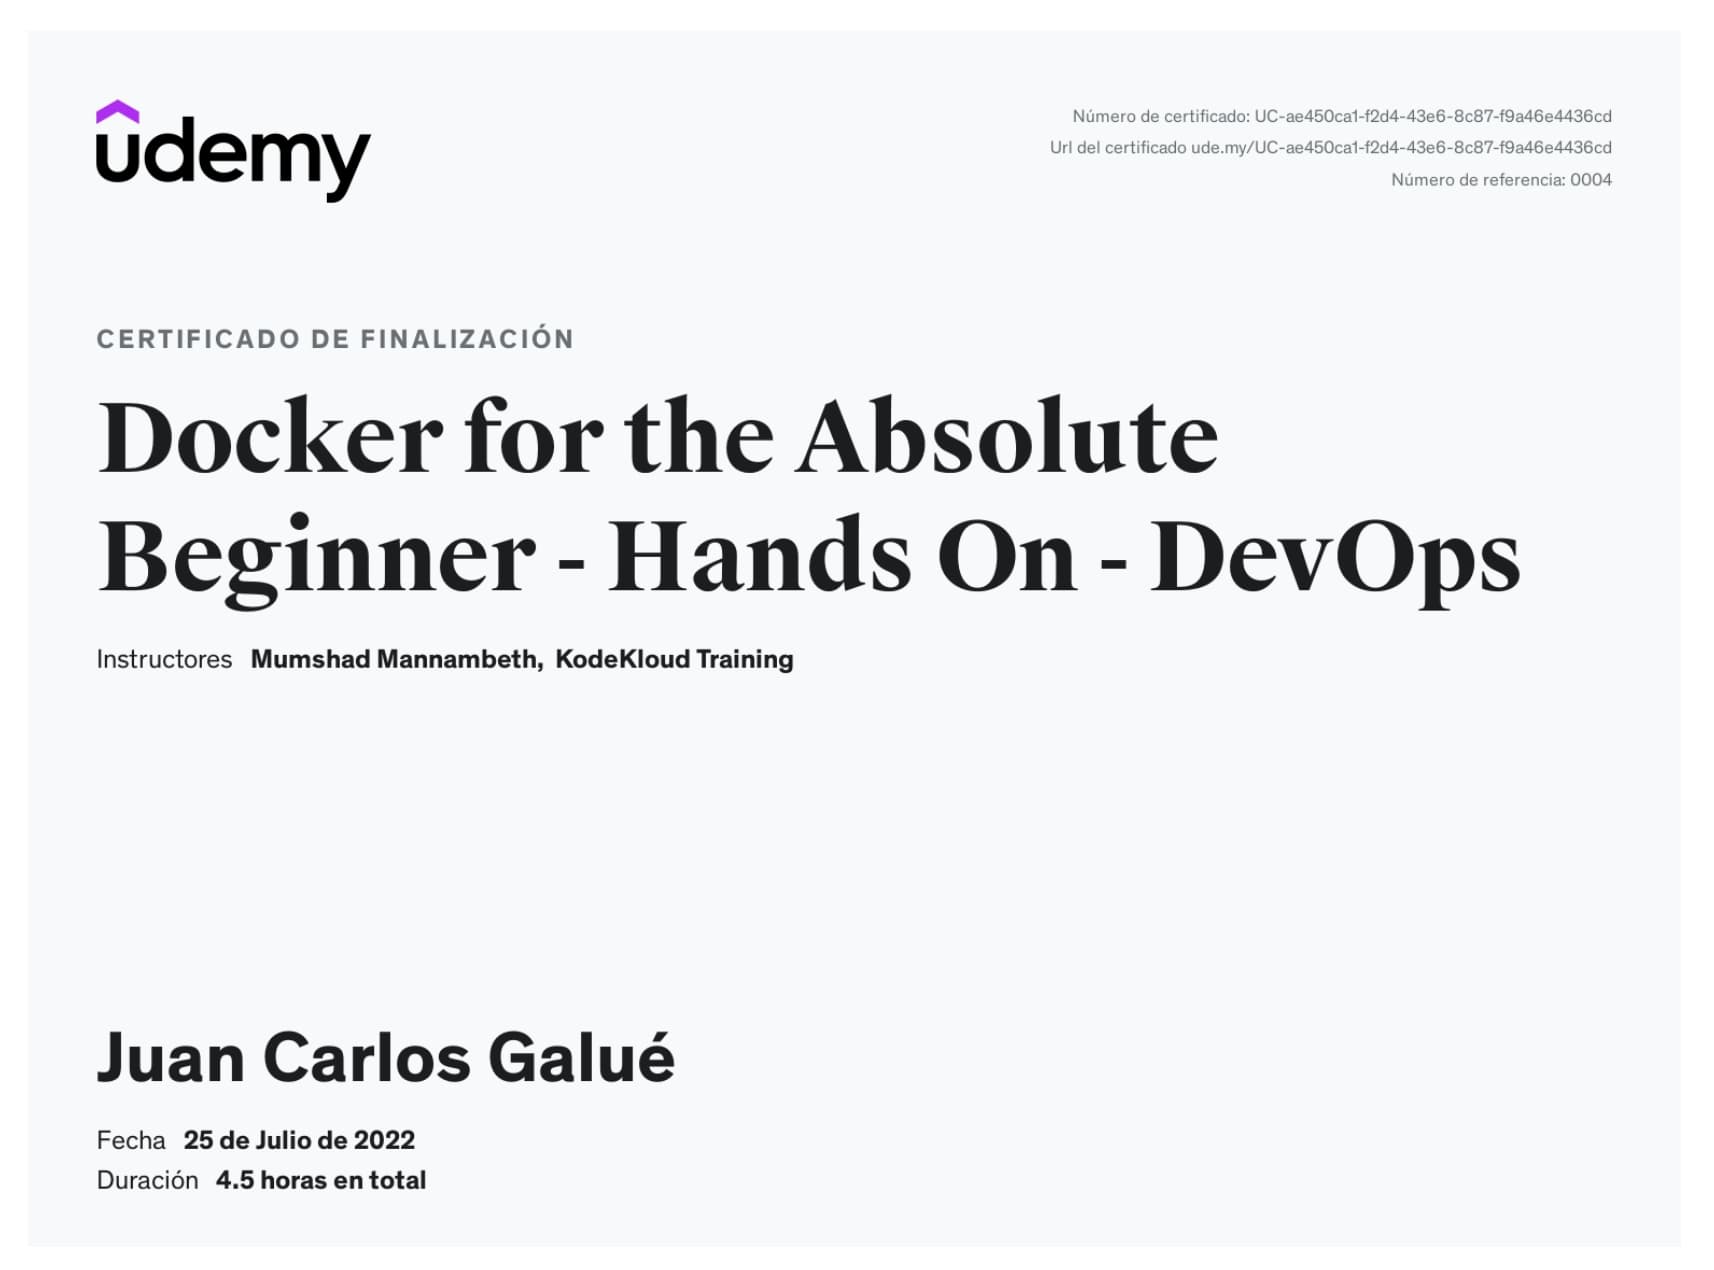 udemy
Número de certificado: UC-ae450ca1-f2d4-43e6-8c87-f9a46e4436cd
Url del certificado ude.my/UC-ae450ca1-f2d4-43e6-8c87-f9a46e4436cd
Número de referencia: 0004
CERTIFICADO DE FINALIZACIÓN
Docker for the Absolute
Beginner - Hands On - DevOps
Instructores Mumshad Mannambeth, KodeKloud Training
Juan Carlos Galué
Fecha 25 de Julio de 2022
Duración 4.5 horas en total